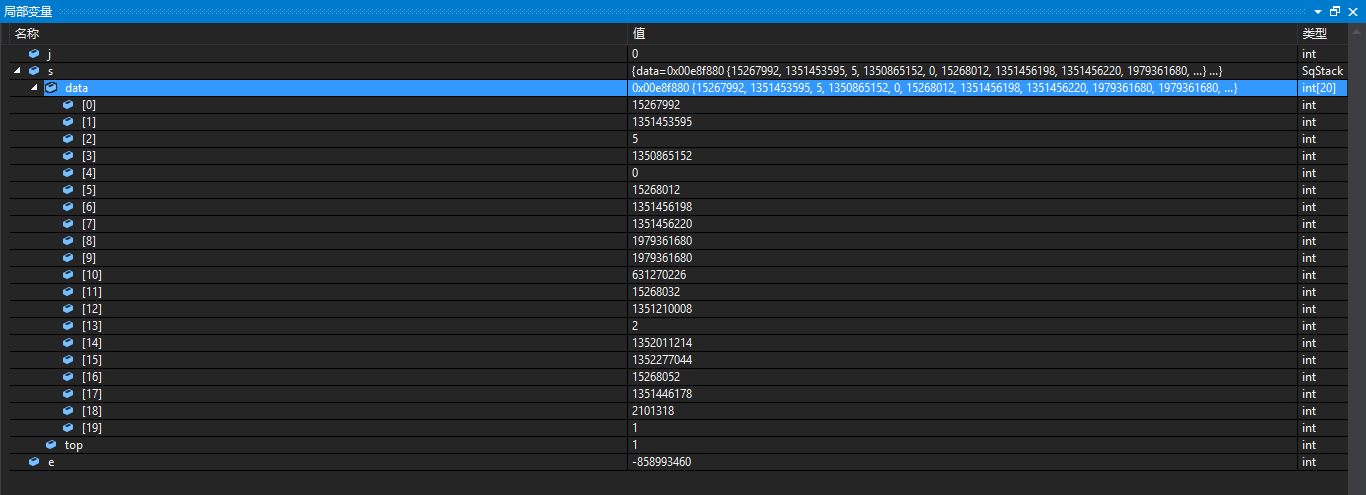 局部变量
名称 值 类型
j 0 int
s {data=0x00e8f880 {15267992, 1351453595, 5, 1350865152, 0, 15268012, 1351456198, 1351456220, 1979361680, ...} ...} SqStack
data 0x00e8f880 {15267992, 1351453595, 5, 1350865152, 0, 15268012, 1351456198, 1351456220, 1979361680, 1979361680, ...} int[20]
[0] 15267992 int
[1] 1351453595 int
[2] 5 int
[3] 1350865152 int
[4] 0 int
[5] 15268012 int
[6] 1351456198 int
[7] 1351456220 int
[8] 1979361680 int
[9] 1979361680 int
[10] 631270226 int
[11] 15268032 int
[12] 1351210008 int
[13] 2 int
[14] 1352011214 int
[15] 1352277044 int
[16] 15268052 int
[17] 1351446178 int
[18] 2101318 int
[19] 1 int
top 1 int
e -858993460 int